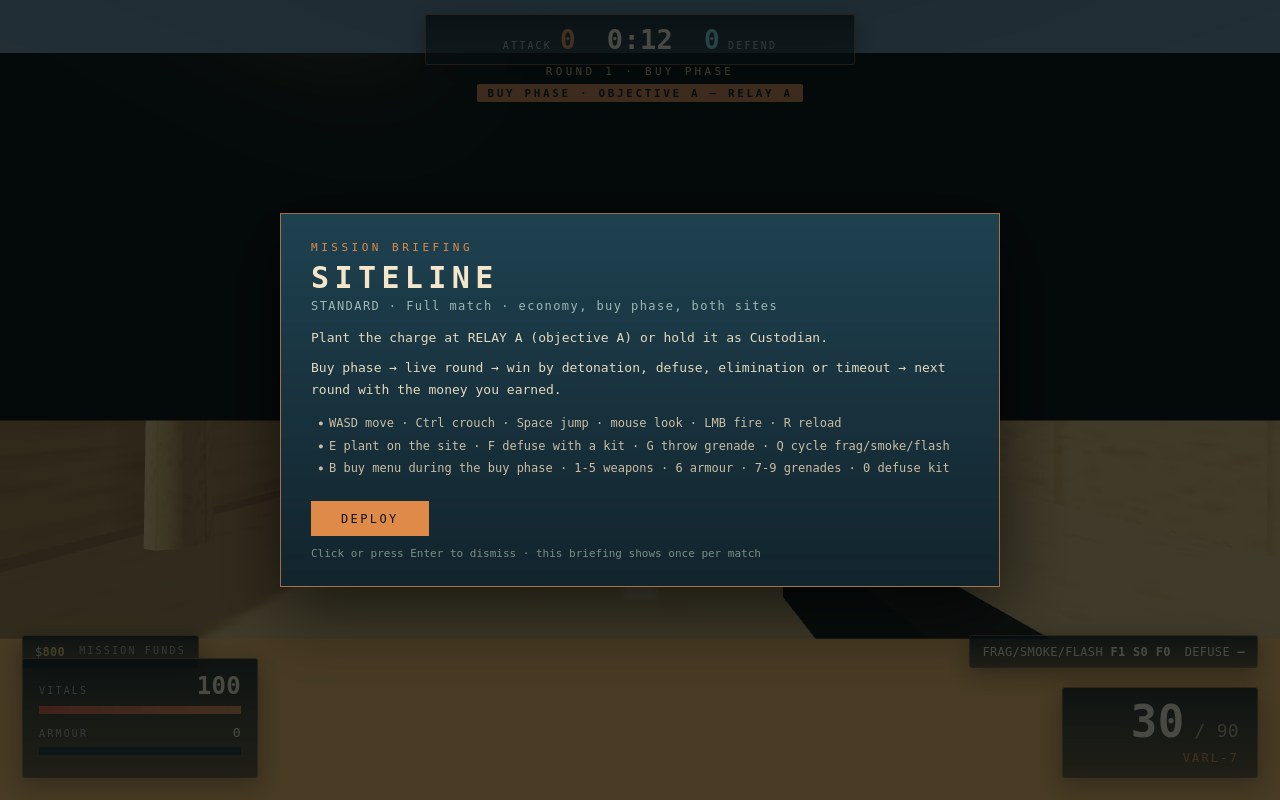 ATTACK 0 0:12 0 DEFEND
ROUND 1 · BUY PHASE
BUY PHASE · OBJECTIVE A — RELAY A
MISSION BRIEFING
SITELINE
STANDARD · Full match · economy, buy phase, both sites
Plant the charge at RELAY A (objective A) or hold it as Custodian.
Buy phase → live round → win by detonation, defuse, elimination or timeout → next
round with the money you earned.
• WASD move · Ctrl crouch · Space jump · mouse look · LMB fire · R reload
• E plant on the site · F defuse with a kit · G throw grenade · Q cycle frag/smoke/flash
• B buy menu during the buy phase · 1-5 weapons · 6 armour · 7-9 grenades · 0 defuse kit
DEPLOY
Click or press Enter to dismiss · this briefing shows once per match
$800 MISSION FUNDS
VITALS 100
ARMOUR 0
FRAG/SMOKE/FLASH F1 S0 F0 DEFUSE —
30 / 90
VARL-7